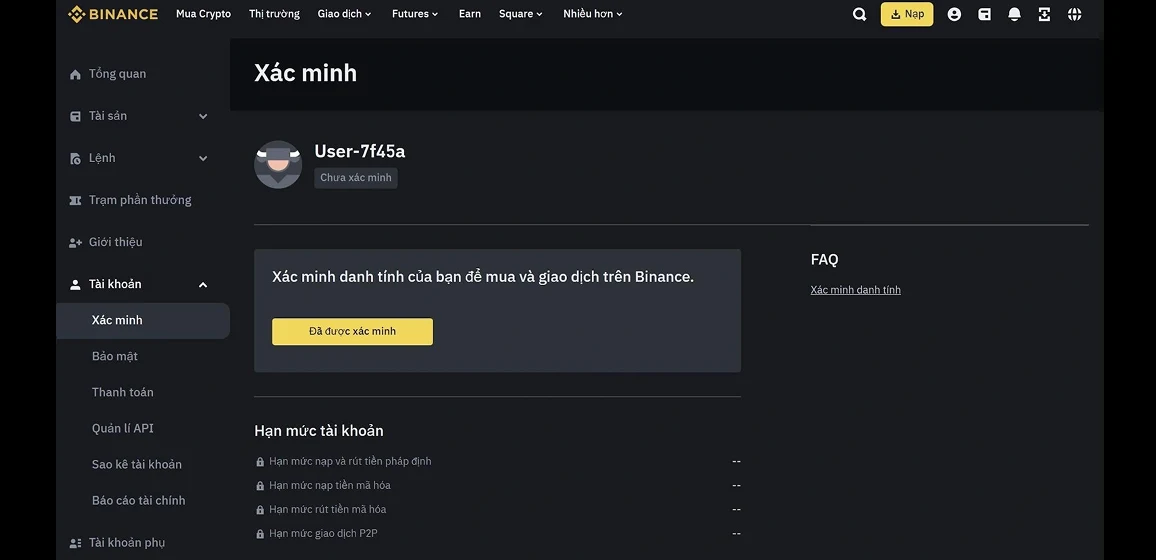 BINANCE Mua Crypto Thị trường Giao dịch Futures Earn Square Nhiều hơn Nạp
Tổng quan
Tài sản
Lệnh
Trạm phần thưởng
Giới thiệu
Tài khoản
Xác minh
Bảo mật
Thanh toán
Quản lí API
Sao kê tài khoản
Báo cáo tài chính
Tài khoản phụ
Xác minh
User-7f45a
Chưa xác minh
Xác minh danh tính của bạn để mua và giao dịch trên Binance.
Đã được xác minh
FAQ
Xác minh danh tính
Hạn mức tài khoản
Hạn mức nạp và rút tiền pháp định --
Hạn mức nạp tiền mã hóa --
Hạn mức rút tiền mã hóa --
Hạn mức giao dịch P2P --